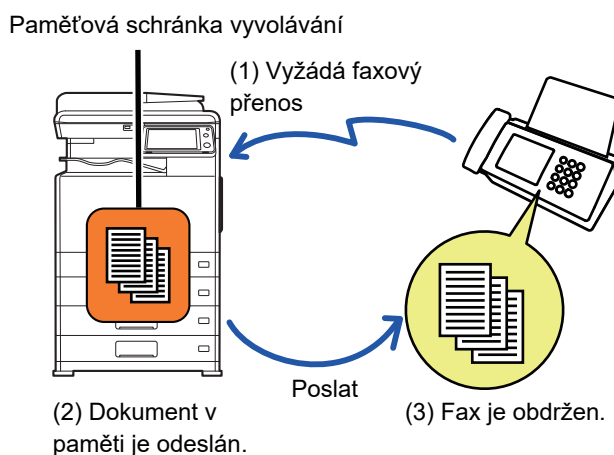 Paměťová schránka vyvolávání
(1) Vyžádá faxový
přenos
Poslat
(2) Dokument v
paměti je odeslán.
(3) Fax je obdržen.